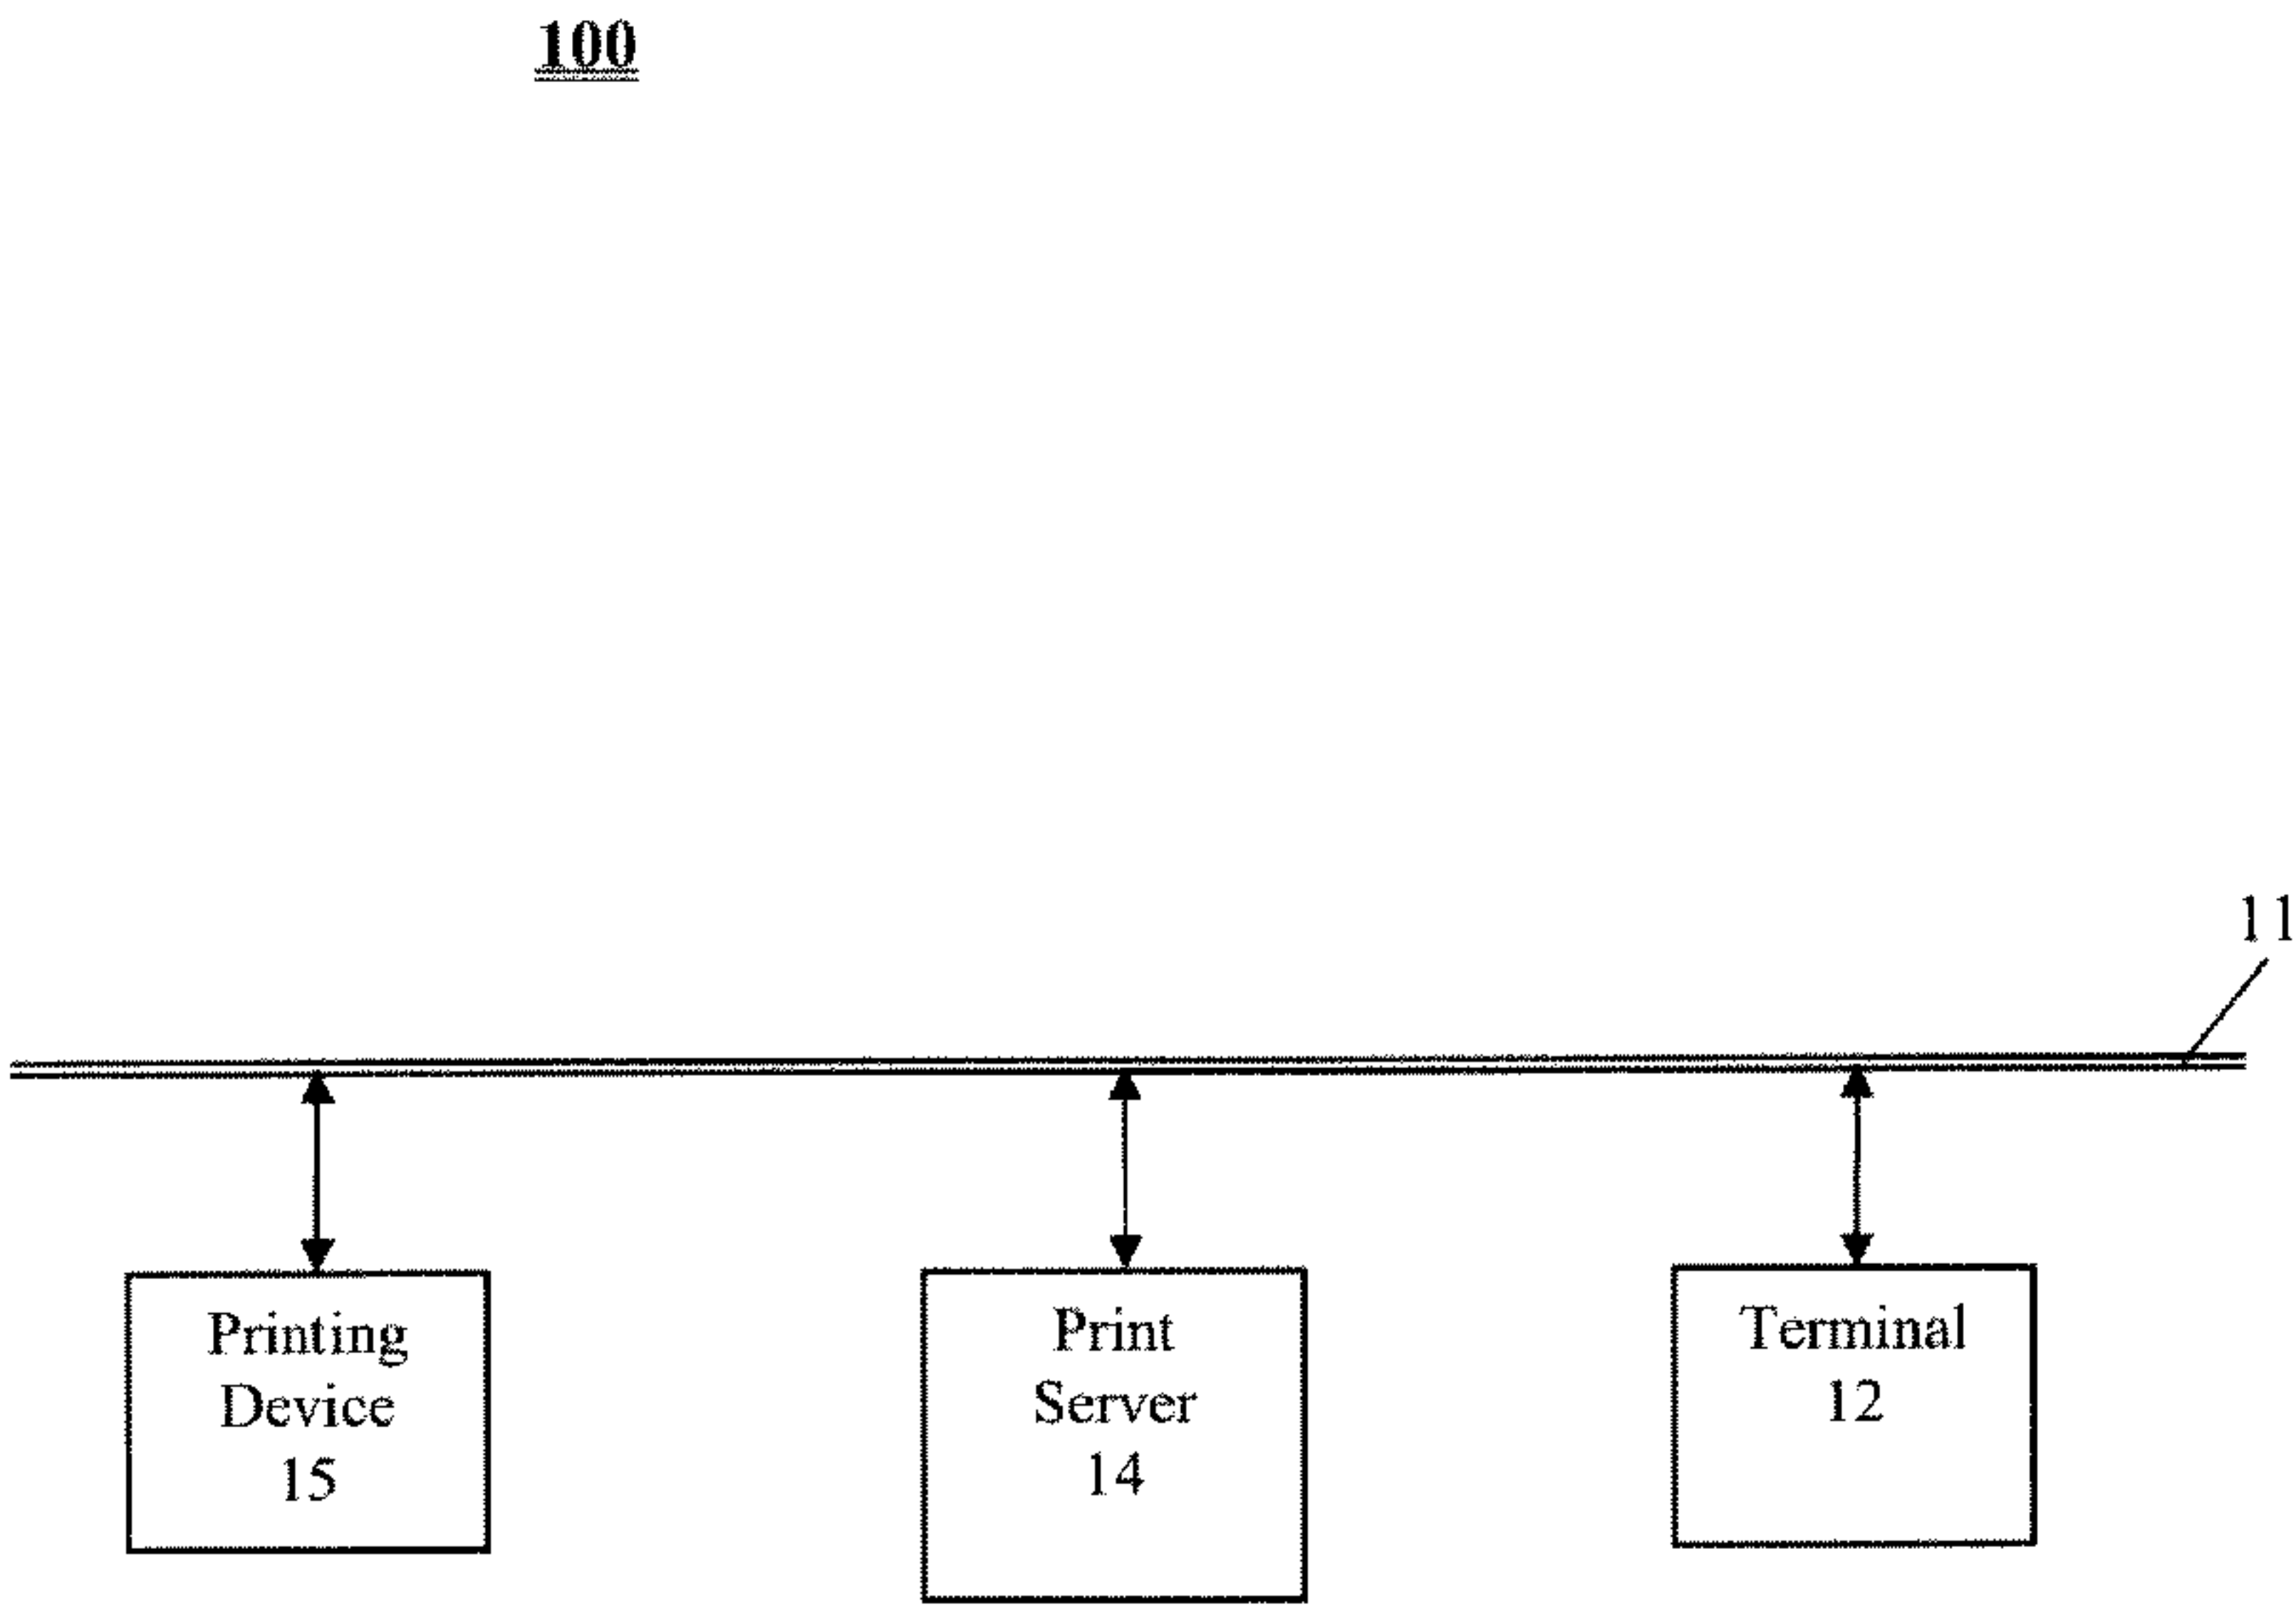 100
11
Printing
Device
15
Print
Server
14
Terminal
12